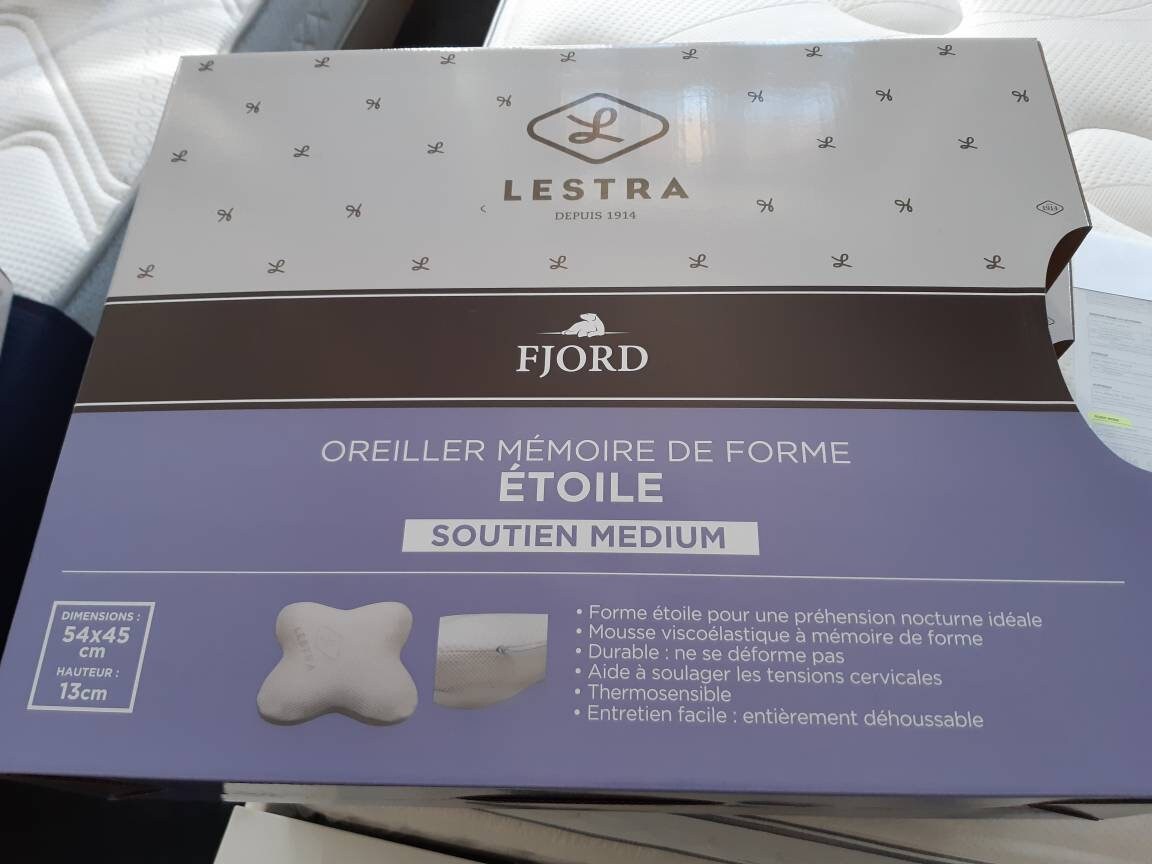 LESTRA
DEPUIS 1914
1914
FJORD
OREILLER MÉMOIRE DE FORME
ÉTOILE
SOUTIEN MEDIUM
DIMENSIONS :
54x45
cm
HAUTEUR :
13cm
LESTRA
• Forme étoile pour une préhension nocturne idéale
• Mousse viscoélastique à mémoire de forme
• Durable : ne se déforme pas
• Aide à soulager les tensions cervicales
• Thermosensible
• Entretien facile : entièrement déhoussable